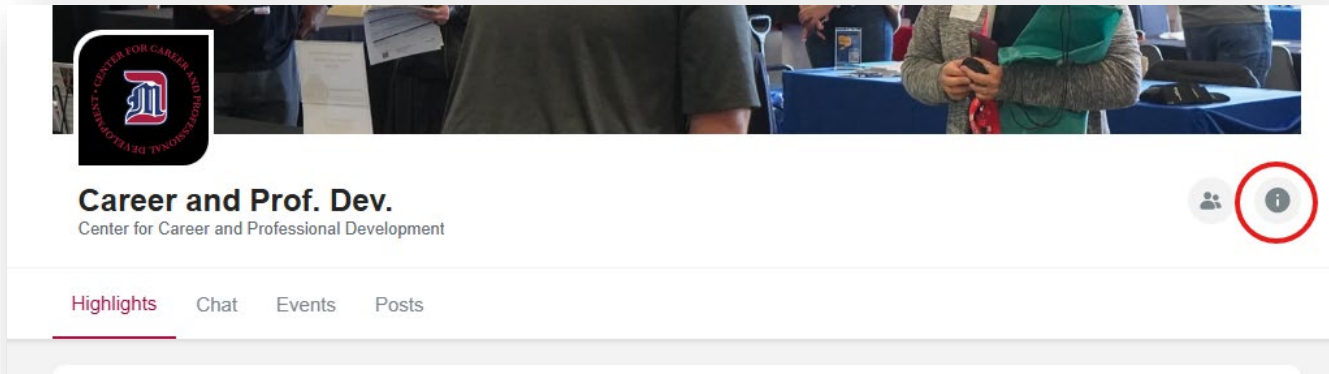 CENTER FOR CAREER AND PROFESSIONAL DEVELOPMENT
Career and Prof. Dev.
Center for Career and Professional Development
Highlights
Chat
Events
Posts